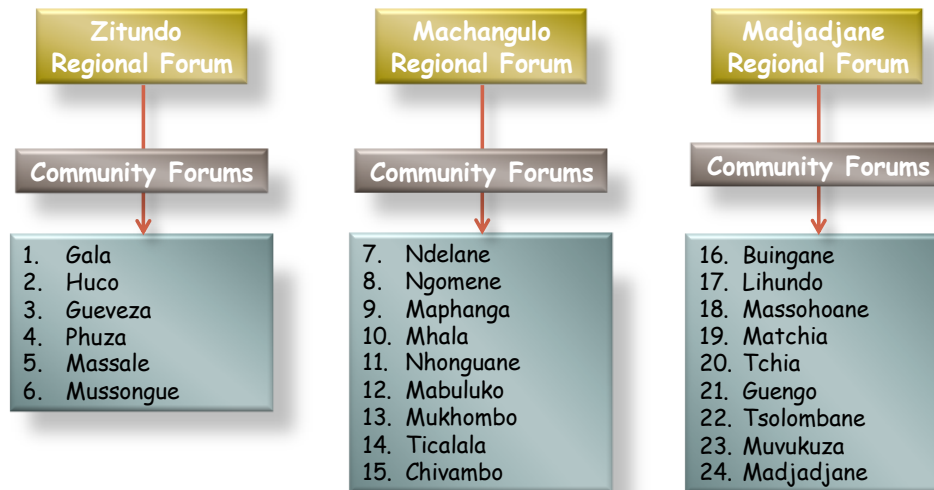 Zitundo
Regional Forum
Community Forums
1. Gala
2. Huco
3. Gueveza
4. Phuza
5. Massale
6. Mussongue
Machangulo
Regional Forum
Community Forums
7. Ndelane
8. Ngomene
9. Maphanga
10. Mhala
11. Nhonguane
12. Mabuluko
13. Mukhombo
14. Ticalala
15. Chivambo
Madjadjane
Regional Forum
Community Forums
16. Buingane
17. Lihundo
18. Massohoane
19. Matchia
20. Tchia
21. Guengo
22. Tsolombane
23. Muvukuza
24. Madjadjane